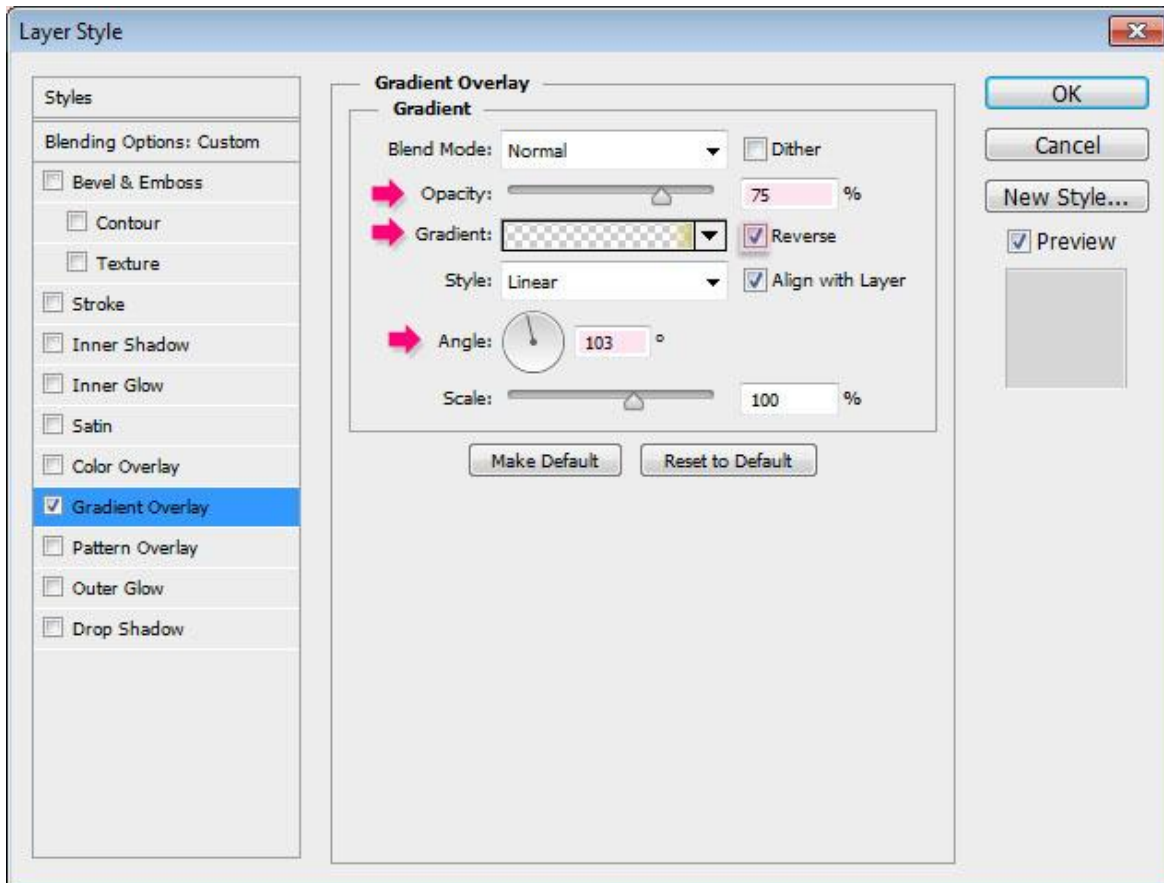 Layer Style
Styles
Blending Options: Custom
Bevel & Emboss
Contour
Texture
Stroke
Inner Shadow
Inner Glow
Satin
Color Overlay
Gradient Overlay
Pattern Overlay
Outer Glow
Drop Shadow
Gradient Overlay
Gradient
Blend Mode: Normal Dither
Opacity: 75 %
Gradient: Reverse
Style: Linear Align with Layer
Angle: 103 °
Scale: 100 %
Make Default Reset to Default
OK
Cancel
New Style...
Preview